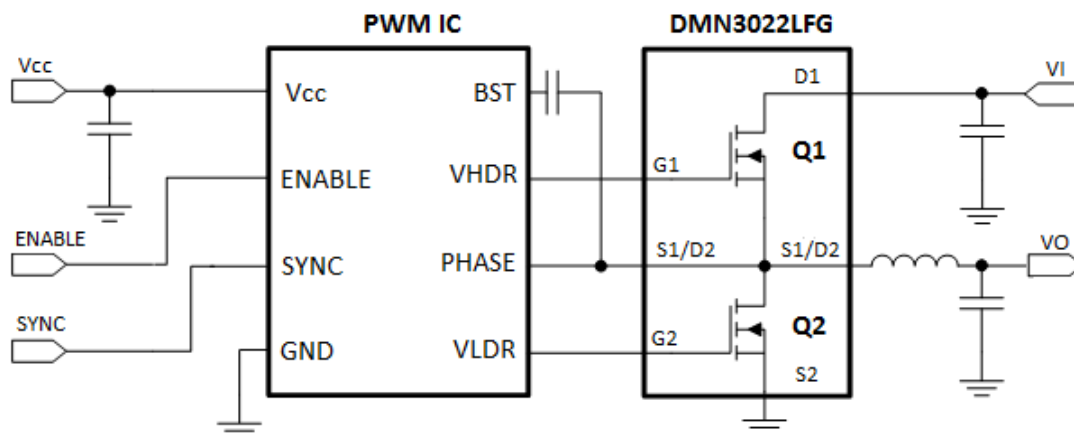 PWM IC
DMN3022LFG
Vcc
Vcc
BST
D1
VI
Q1
ENABLE
VHDR
G1
ENABLE
SYNC
PHASE
S1/D2
S1/D2
VO
SYNC
GND
VLDR
G2
Q2
S2